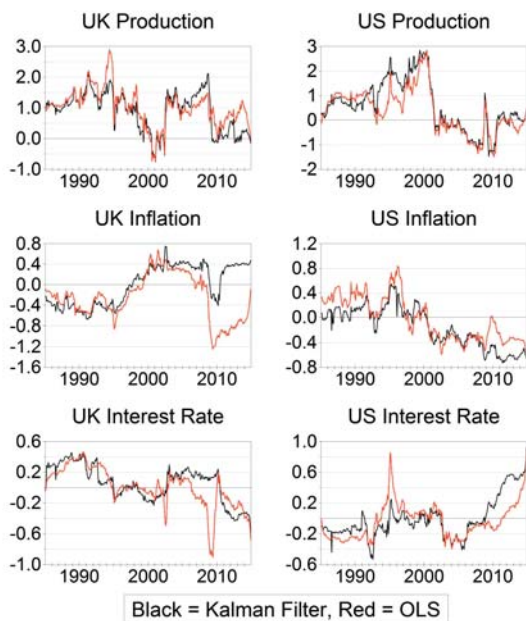 UK Production
3.0
2.0
1.0
0.0
-1.0
1990 2000 2010
US Production
3
2
1
0
-1
-2
1990 2000 2010
UK Inflation
0.8
0.4
0.0
-0.4
-0.8
-1.2
-1.6
1990 2000 2010
US Inflation
1.2
0.8
0.4
0.0
-0.4
-0.8
1990 2000 2010
UK Interest Rate
0.6
0.2
-0.2
-0.6
-1.0
1990 2000 2010
US Interest Rate
1.0
0.6
0.2
-0.2
-0.6
1990 2000 2010
Black = Kalman Filter, Red = OLS